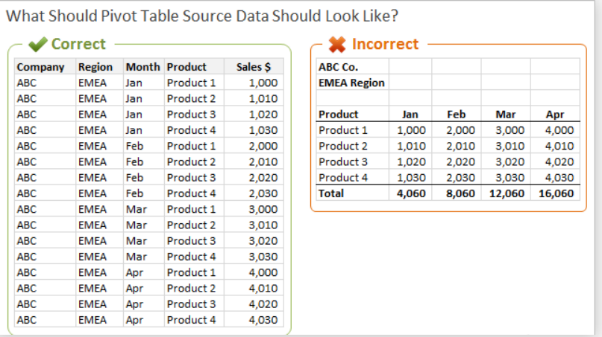 What Should Pivot Table Source Data Should Look Like?
Correct
Company Region Month Product Sales $
ABC EMEA Jan Product 1 1,000
ABC EMEA Jan Product 2 1,010
ABC EMEA Jan Product 3 1,020
ABC EMEA Jan Product 4 1,030
ABC EMEA Feb Product 1 2,000
ABC EMEA Feb Product 2 2,010
ABC EMEA Feb Product 3 2,020
ABC EMEA Feb Product 4 2,030
ABC EMEA Mar Product 1 3,000
ABC EMEA Mar Product 2 3,010
ABC EMEA Mar Product 3 3,020
ABC EMEA Mar Product 4 3,030
ABC EMEA Apr Product 1 4,000
ABC EMEA Apr Product 2 4,010
ABC EMEA Apr Product 3 4,020
ABC EMEA Apr Product 4 4,030
Incorrect
ABC Co.
EMEA Region
Product Jan Feb Mar Apr
Product 1 1,000 2,000 3,000 4,000
Product 2 1,010 2,010 3,010 4,010
Product 3 1,020 2,020 3,020 4,020
Product 4 1,030 2,030 3,030 4,030
Total 4,060 8,060 12,060 16,060